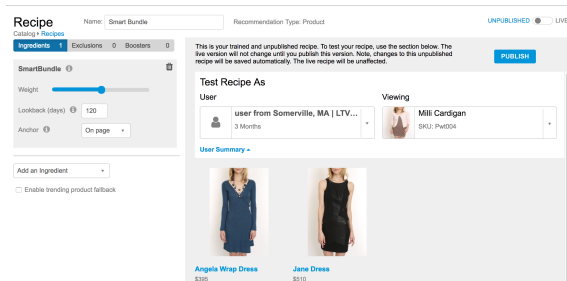 Recipe
Name: Smart Bundle
Recommendation Type: Product
UNPUBLISHED LIVE
Catalog Recipes
Ingredients 1 Exclusions 0 Boosters 0
SmartBundle
Weight
Lookback (days) 120
Anchor On page
Add an Ingredient
Enable trending product fallback
This is your trained and unpublished recipe. To test your recipe, use the section below. The
live version will not change until you publish this version. Note, changes to this unpublished
recipe will be saved automatically. The live recipe will be unaffected.
PUBLISH
Test Recipe As
User
user from Somerville, MA | LTV...
3 Months
Viewing
Milli Cardigan
SKU: Pwt004
User Summary
Angela Wrap Dress
$395
Jane Dress
$510